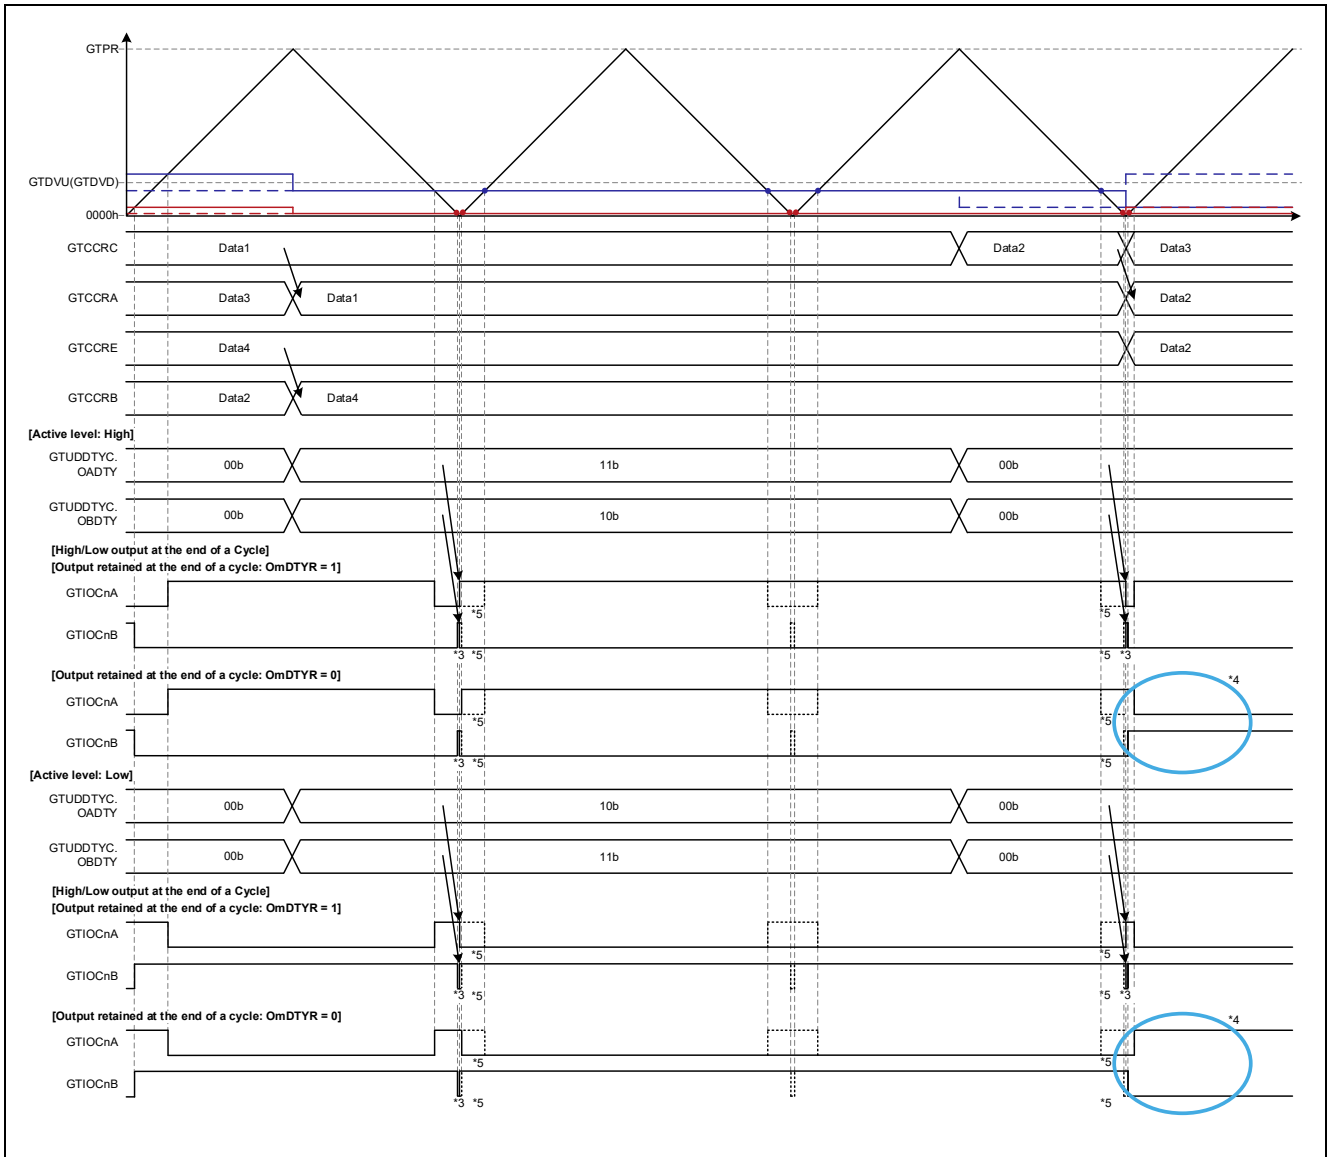 GTPR
GTDVU(GTDVD)
0000h
GTCCRC Data1 Data2 Data3
GTCCRA Data3 Data1 Data2
GTCCRE Data4 Data2
GTCCRB Data2 Data4
[Active level: High]
GTUDDTYC.
OADTY 00b 11b 00b
GTUDDTYC.
OBDTY 00b 10b 00b
[High/Low output at the end of a Cycle]
[Output retained at the end of a cycle: OmDTYR = 1]
GTIOCnA
*5 *5
GTIOCnB
*3 *5 *5 *3
[Output retained at the end of a cycle: OmDTYR = 0] *4
GTIOCnA
*5 *5
GTIOCnB
*3 *5 *5
[Active level: Low]
GTUDDTYC.
OADTY 00b 10b 00b
GTUDDTYC.
OBDTY 00b 11b 00b
[High/Low output at the end of a Cycle]
[Output retained at the end of a cycle: OmDTYR = 1]
GTIOCnA
*5 *5
GTIOCnB
*3 *5 *5 *3
[Output retained at the end of a cycle: OmDTYR = 0] *4
GTIOCnA
*5 *5
GTIOCnB
*3 *5 *5